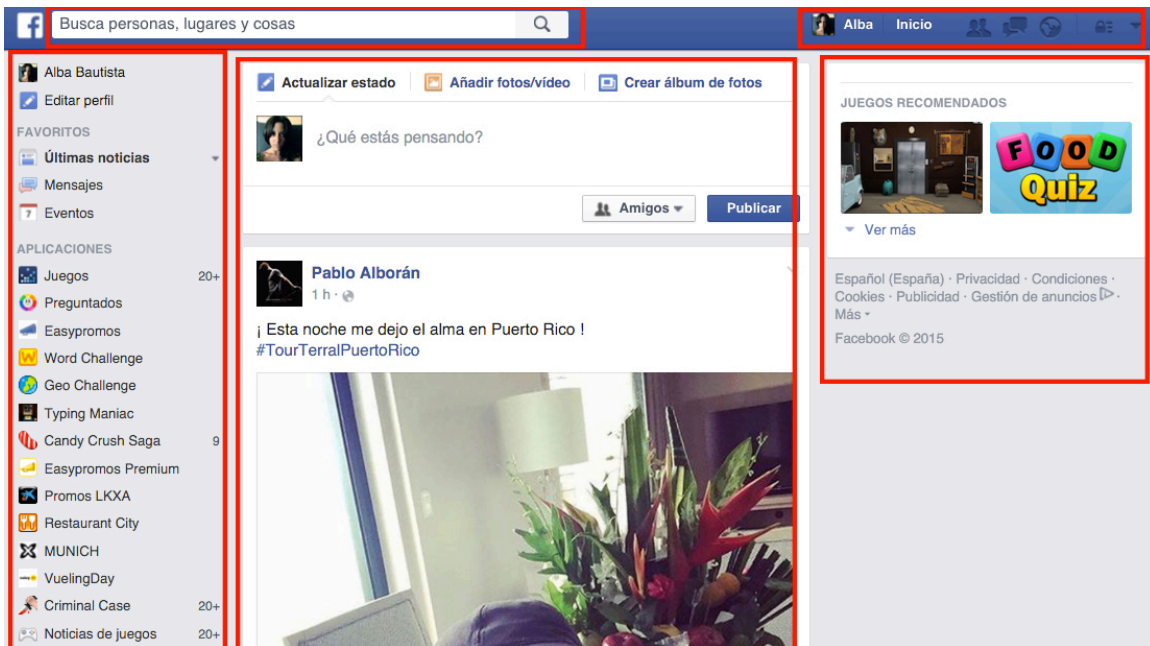 f
Busca personas, lugares y cosas
Alba Inicio
Alba Bautista
Editar perfil
FAVORITOS
Últimas noticias
Mensajes
7 Eventos
APLICACIONES
Juegos 20+
Preguntados
Easypromos
W Word Challenge
Geo Challenge
Typing Maniac
Candy Crush Saga 9
Easypromos Premium
Promos LKXA
Restaurant City
MUNICH
VuelingDay
Criminal Case 20+
Noticias de juegos 20+
Actualizar estado Añadir fotos/vídeo Crear álbum de fotos
¿Qué estás pensando?
Amigos Publicar
Pablo Alborán
1 h ·
¡ Esta noche me dejo el alma en Puerto Rico !
#TourTerralPuertoRico
JUEGOS RECOMENDADOS
FOOD
Quiz
Ver más
Español (España) · Privacidad · Condiciones ·
Cookies · Publicidad · Gestión de anuncios ·
Más
Facebook © 2015